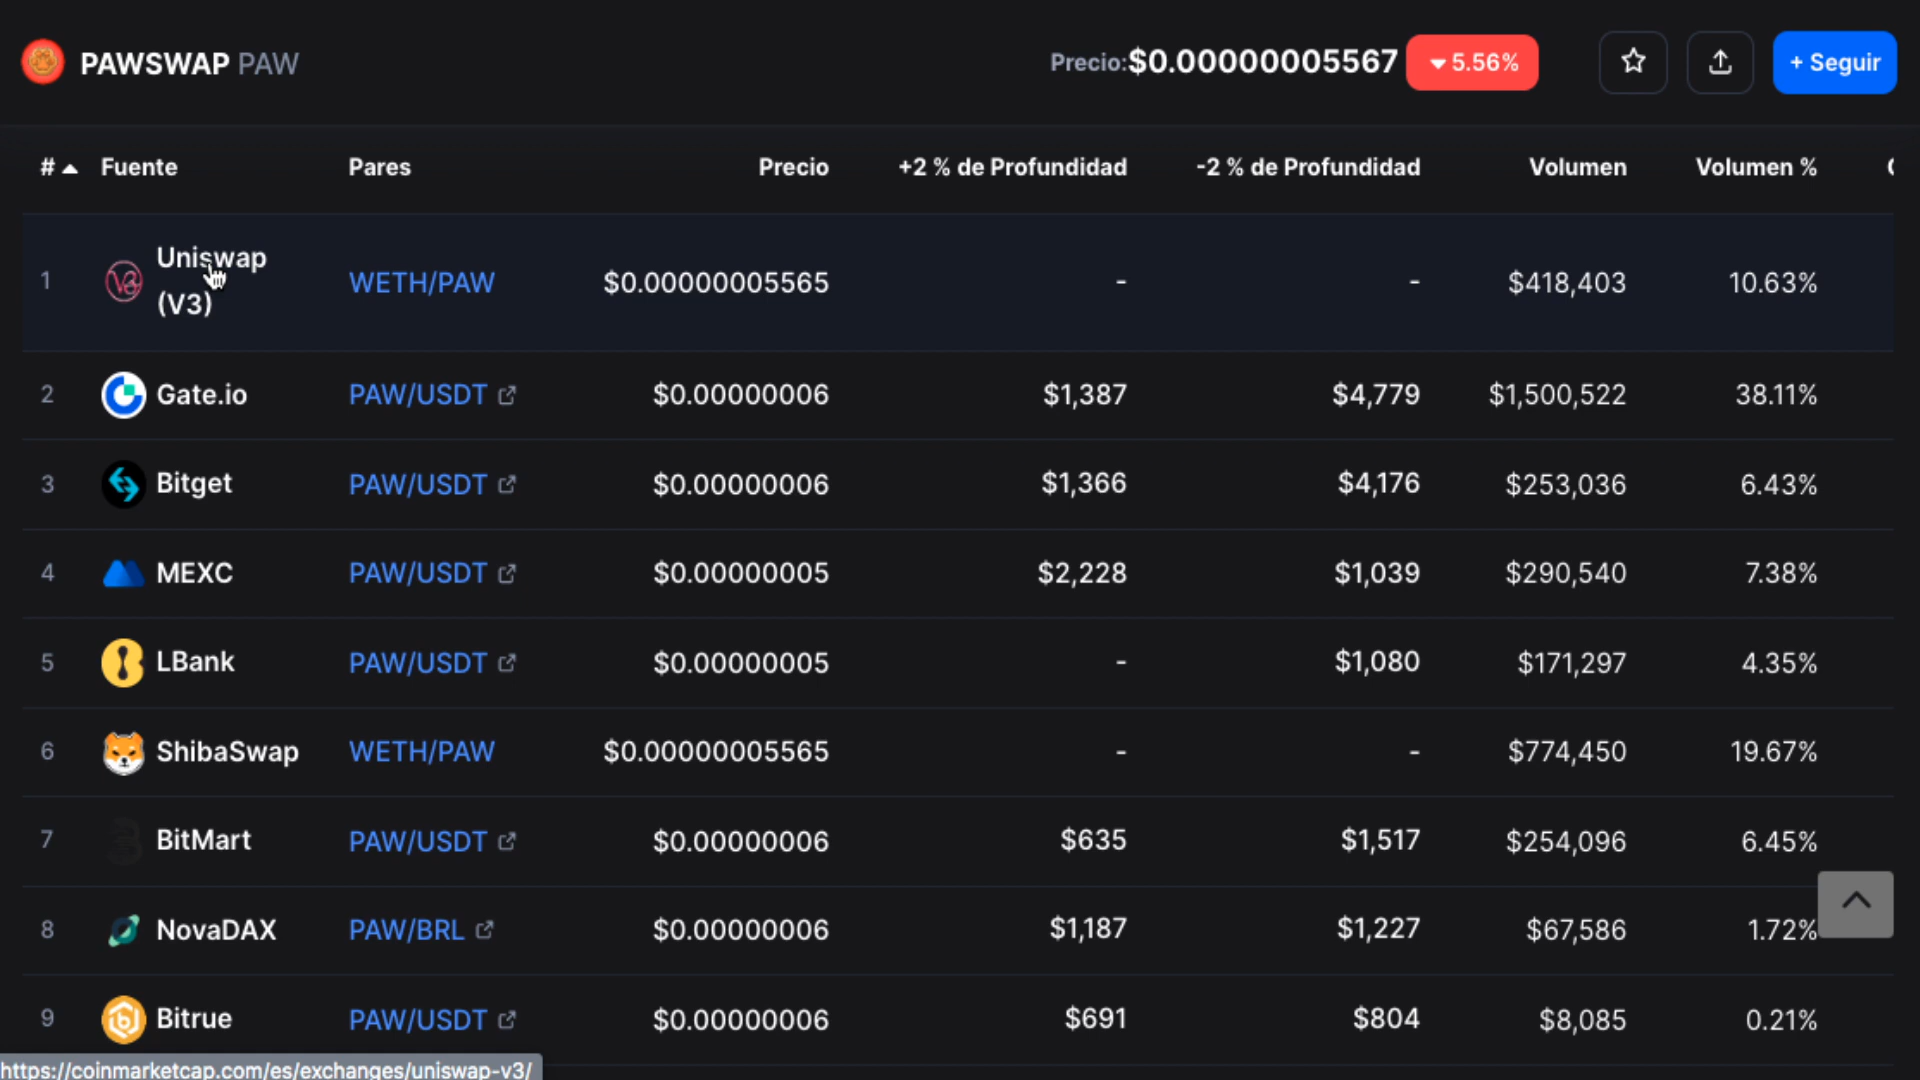 PAWSWAP PAW Precio:$0.00000005567 5.56% + Seguir
# Fuente Pares Precio +2 % de Profundidad -2 % de Profundidad Volumen Volumen %
1 Uniswap (V3) WETH/PAW $0.00000005565 - - $418,403 10.63%
2 Gate.io PAW/USDT $0.00000006 $1,387 $4,779 $1,500,522 38.11%
3 Bitget PAW/USDT $0.00000006 $1,366 $4,176 $253,036 6.43%
4 MEXC PAW/USDT $0.00000005 $2,228 $1,039 $290,540 7.38%
5 LBank PAW/USDT $0.00000005 - $1,080 $171,297 4.35%
6 ShibaSwap WETH/PAW $0.00000005565 - - $774,450 19.67%
7 BitMart PAW/USDT $0.00000006 $635 $1,517 $254,096 6.45%
8 NovaDAX PAW/BRL $0.00000006 $1,187 $1,227 $67,586 1.72%
9 Bitrue PAW/USDT $0.00000006 $691 $804 $8,085 0.21%
https://coinmarketcap.com/es/exchanges/uniswap-v3/